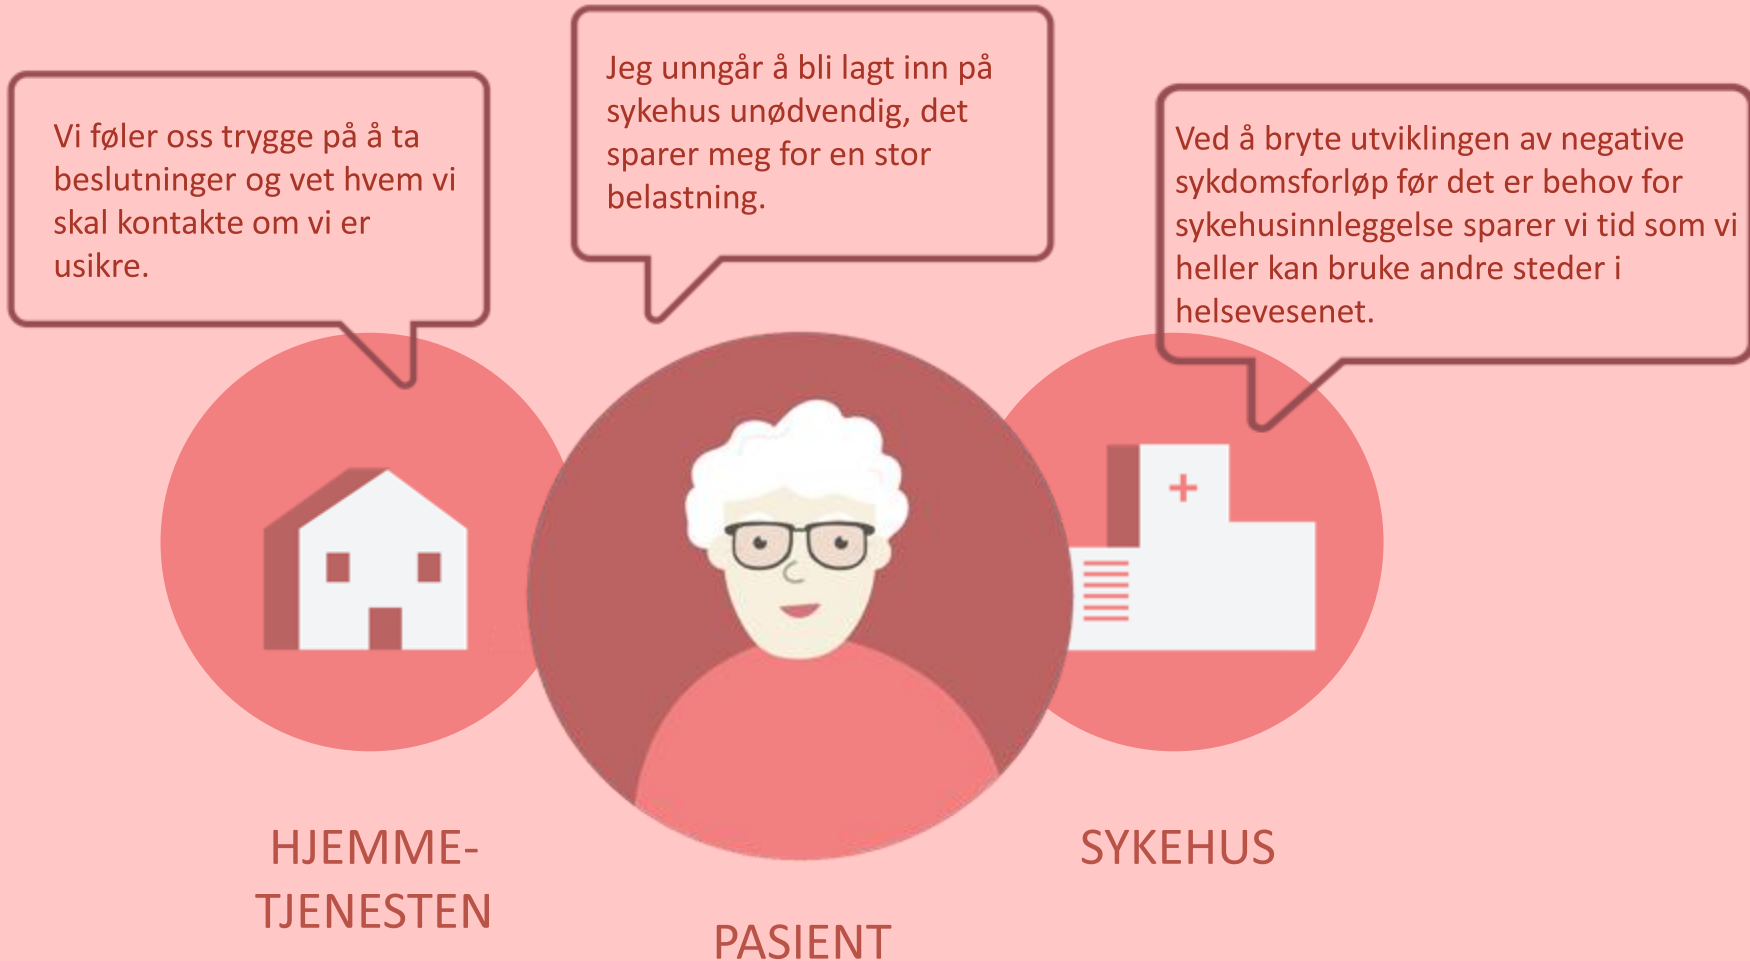 Vi føler oss trygge på å ta
beslutninger og vet hvem vi
skal kontakte om vi er
usikre.
Jeg unngår å bli lagt inn på
sykehus unødvendig, det
sparer meg for en stor
belastning.
Ved å bryte utviklingen av negative
sykdomsforløp før det er behov for
sykehusinnleggelse sparer vi tid som vi
heller kan bruke andre steder i
helsevesenet.
HJEMME-
TJENESTEN
PASIENT
SYKEHUS